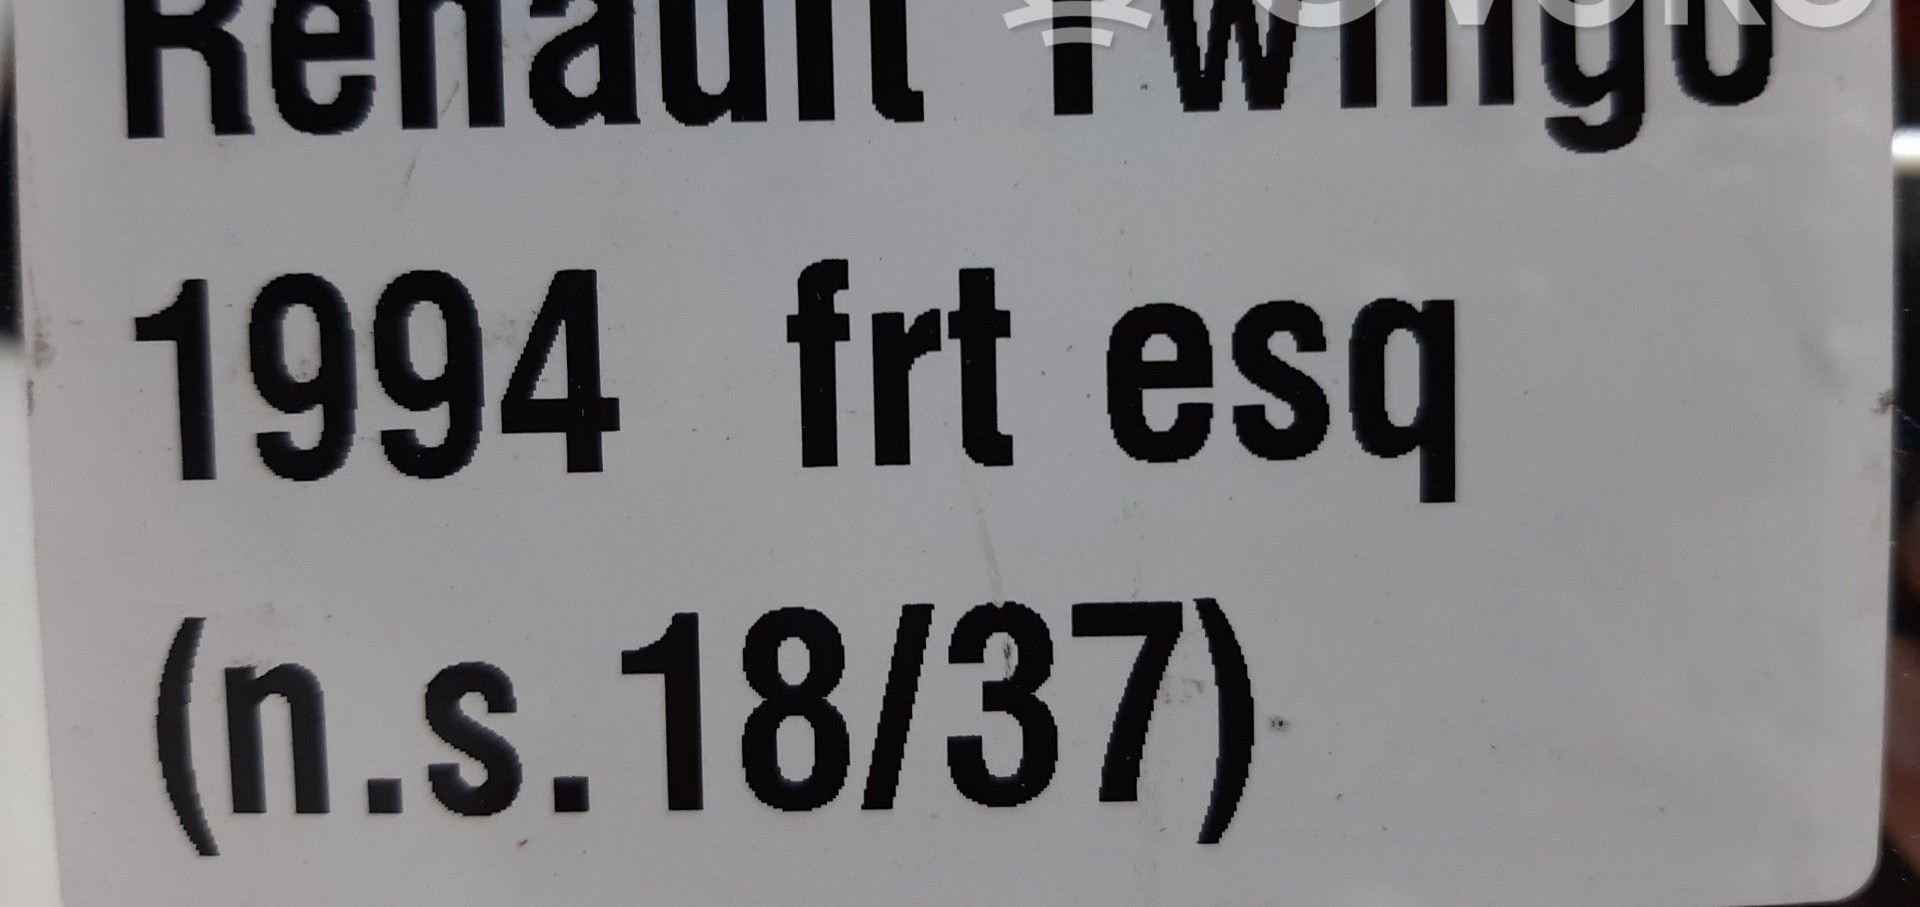 Renault Twingo
1994 frt esq
(n.s.18/37)